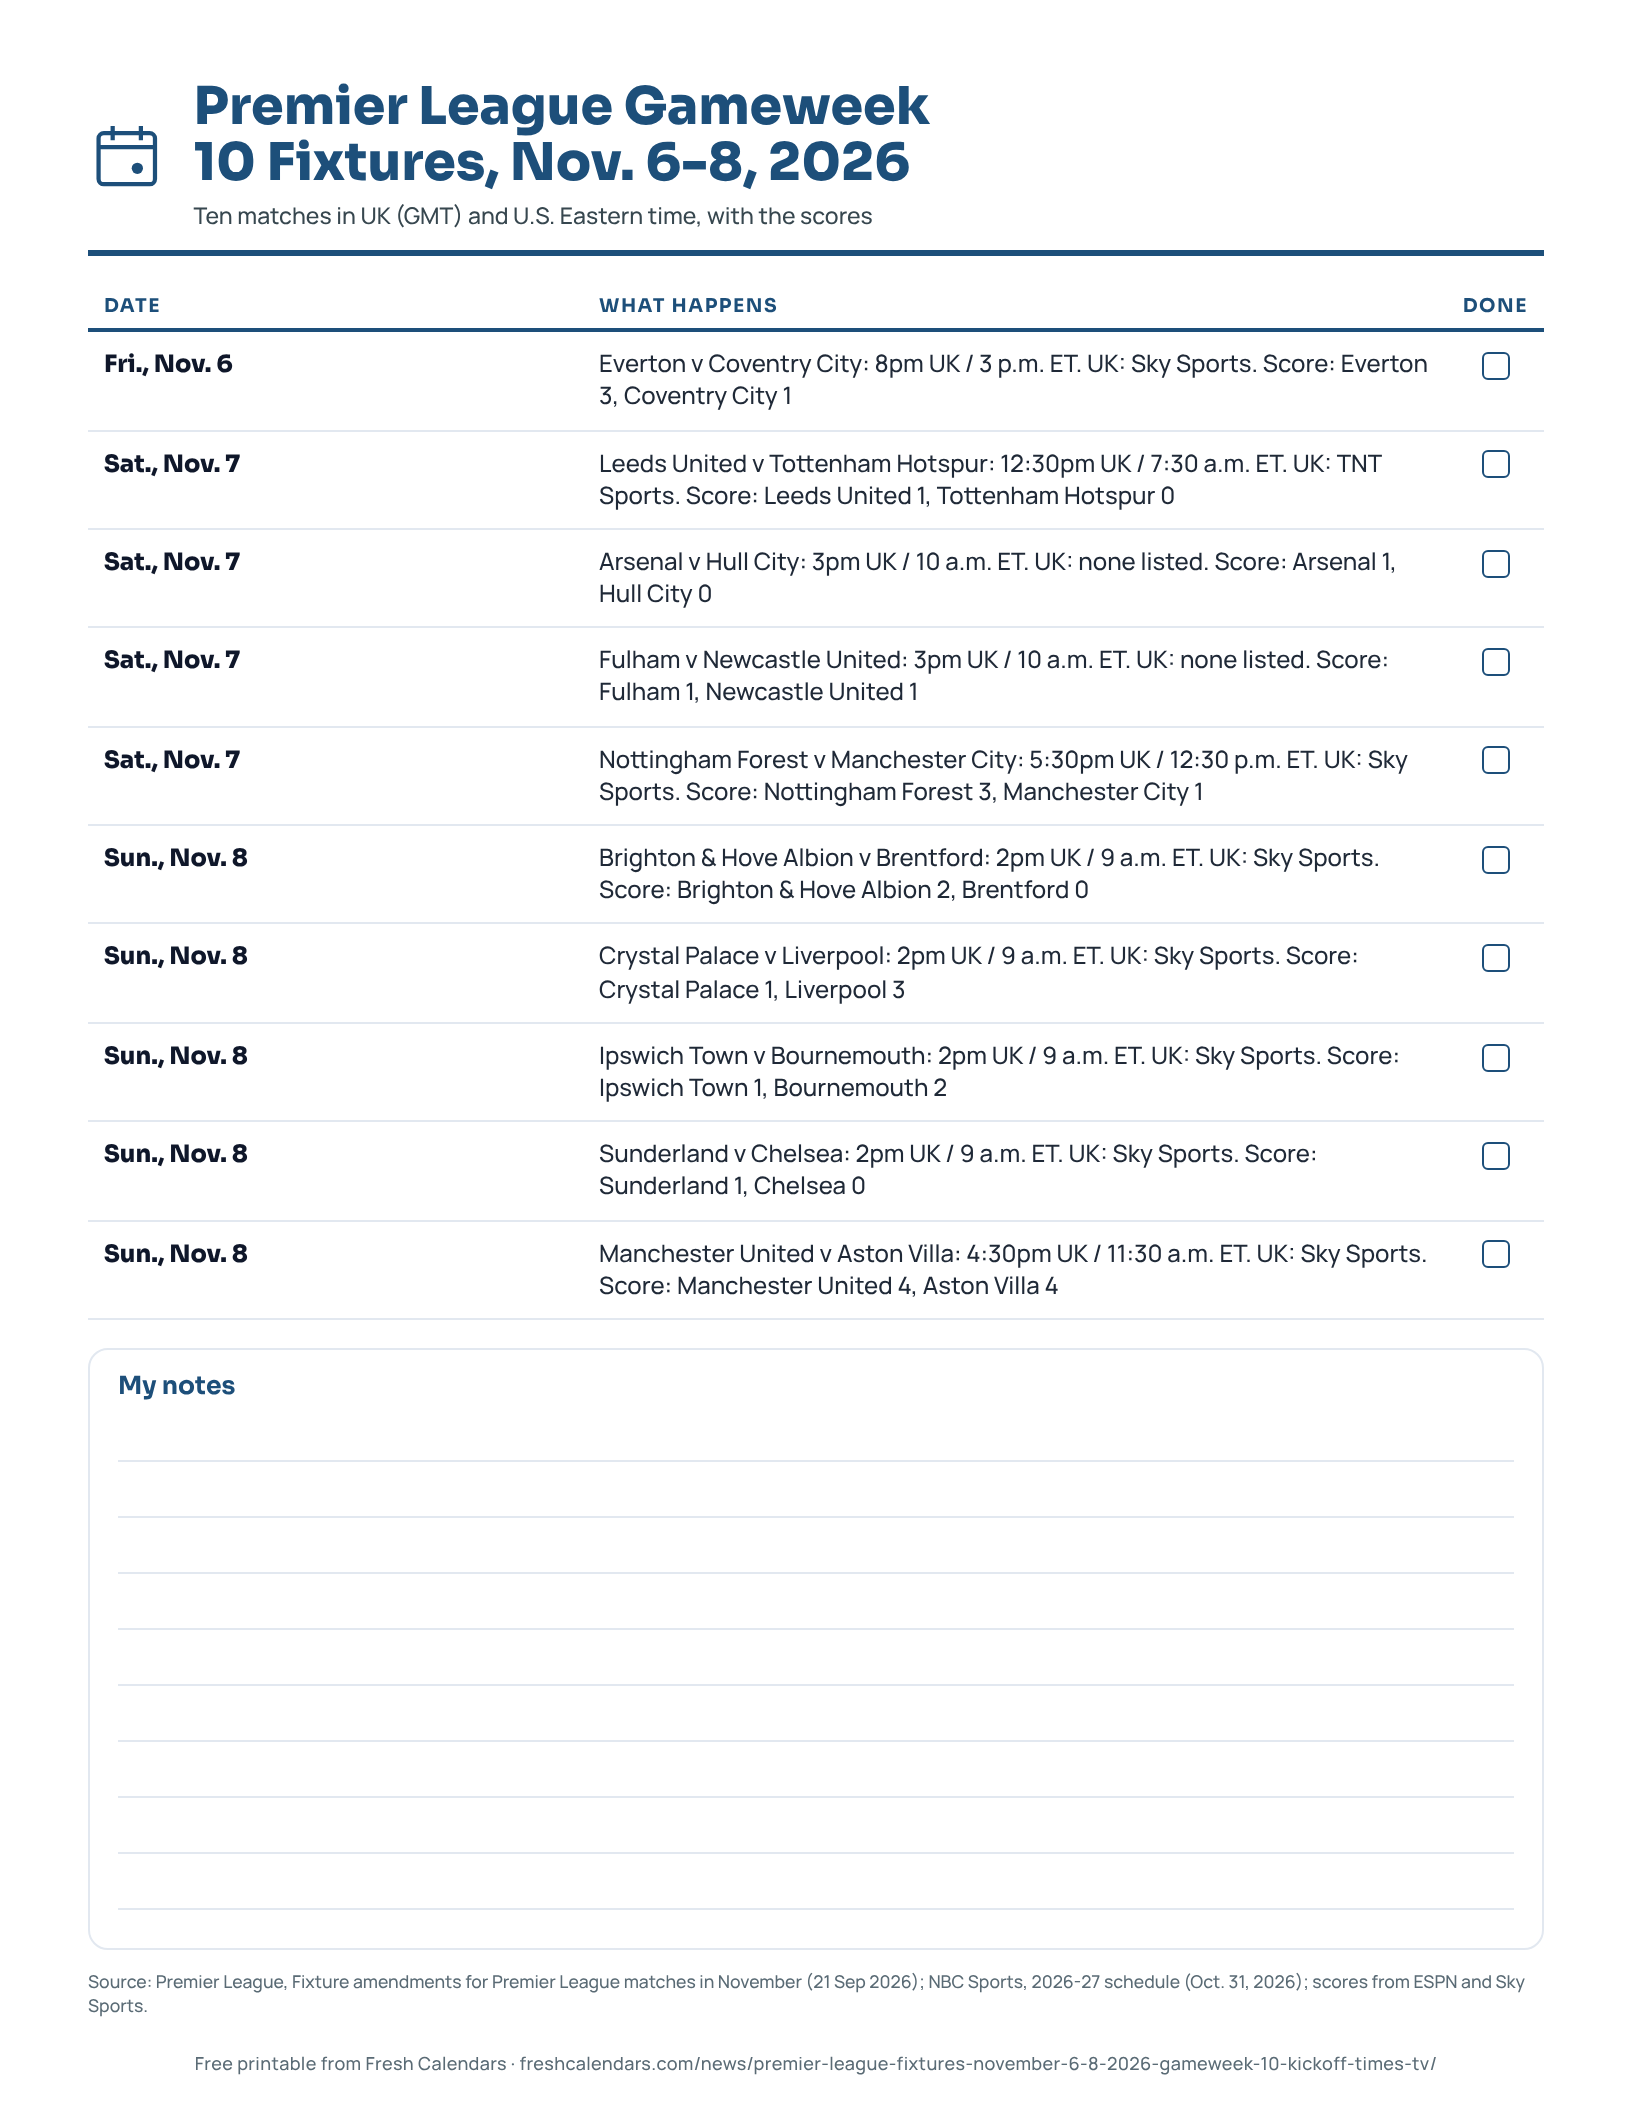 Premier League Gameweek
10 Fixtures, Nov. 6–8, 2026
Ten matches in UK (GMT) and U.S. Eastern time, with the scores
DATE WHAT HAPPENS DONE
Fri., Nov. 6 Everton v Coventry City: 8pm UK / 3 p.m. ET. UK: Sky Sports. Score: Everton
3, Coventry City 1
Sat., Nov. 7 Leeds United v Tottenham Hotspur: 12:30pm UK / 7:30 a.m. ET. UK: TNT
Sports. Score: Leeds United 1, Tottenham Hotspur 0
Sat., Nov. 7 Arsenal v Hull City: 3pm UK / 10 a.m. ET. UK: none listed. Score: Arsenal 1,
Hull City 0
Sat., Nov. 7 Fulham v Newcastle United: 3pm UK / 10 a.m. ET. UK: none listed. Score:
Fulham 1, Newcastle United 1
Sat., Nov. 7 Nottingham Forest v Manchester City: 5:30pm UK / 12:30 p.m. ET. UK: Sky
Sports. Score: Nottingham Forest 3, Manchester City 1
Sun., Nov. 8 Brighton & Hove Albion v Brentford: 2pm UK / 9 a.m. ET. UK: Sky Sports.
Score: Brighton & Hove Albion 2, Brentford 0
Sun., Nov. 8 Crystal Palace v Liverpool: 2pm UK / 9 a.m. ET. UK: Sky Sports. Score:
Crystal Palace 1, Liverpool 3
Sun., Nov. 8 Ipswich Town v Bournemouth: 2pm UK / 9 a.m. ET. UK: Sky Sports. Score:
Ipswich Town 1, Bournemouth 2
Sun., Nov. 8 Sunderland v Chelsea: 2pm UK / 9 a.m. ET. UK: Sky Sports. Score:
Sunderland 1, Chelsea 0
Sun., Nov. 8 Manchester United v Aston Villa: 4:30pm UK / 11:30 a.m. ET. UK: Sky Sports.
Score: Manchester United 4, Aston Villa 4
My notes
Source: Premier League, Fixture amendments for Premier League matches in November (21 Sep 2026); NBC Sports, 2026-27 schedule (Oct. 31, 2026); scores from ESPN and Sky
Sports.
Free printable from Fresh Calendars · freshcalendars.com/news/premier-league-fixtures-november-6-8-2026-gameweek-10-kickoff-times-tv/